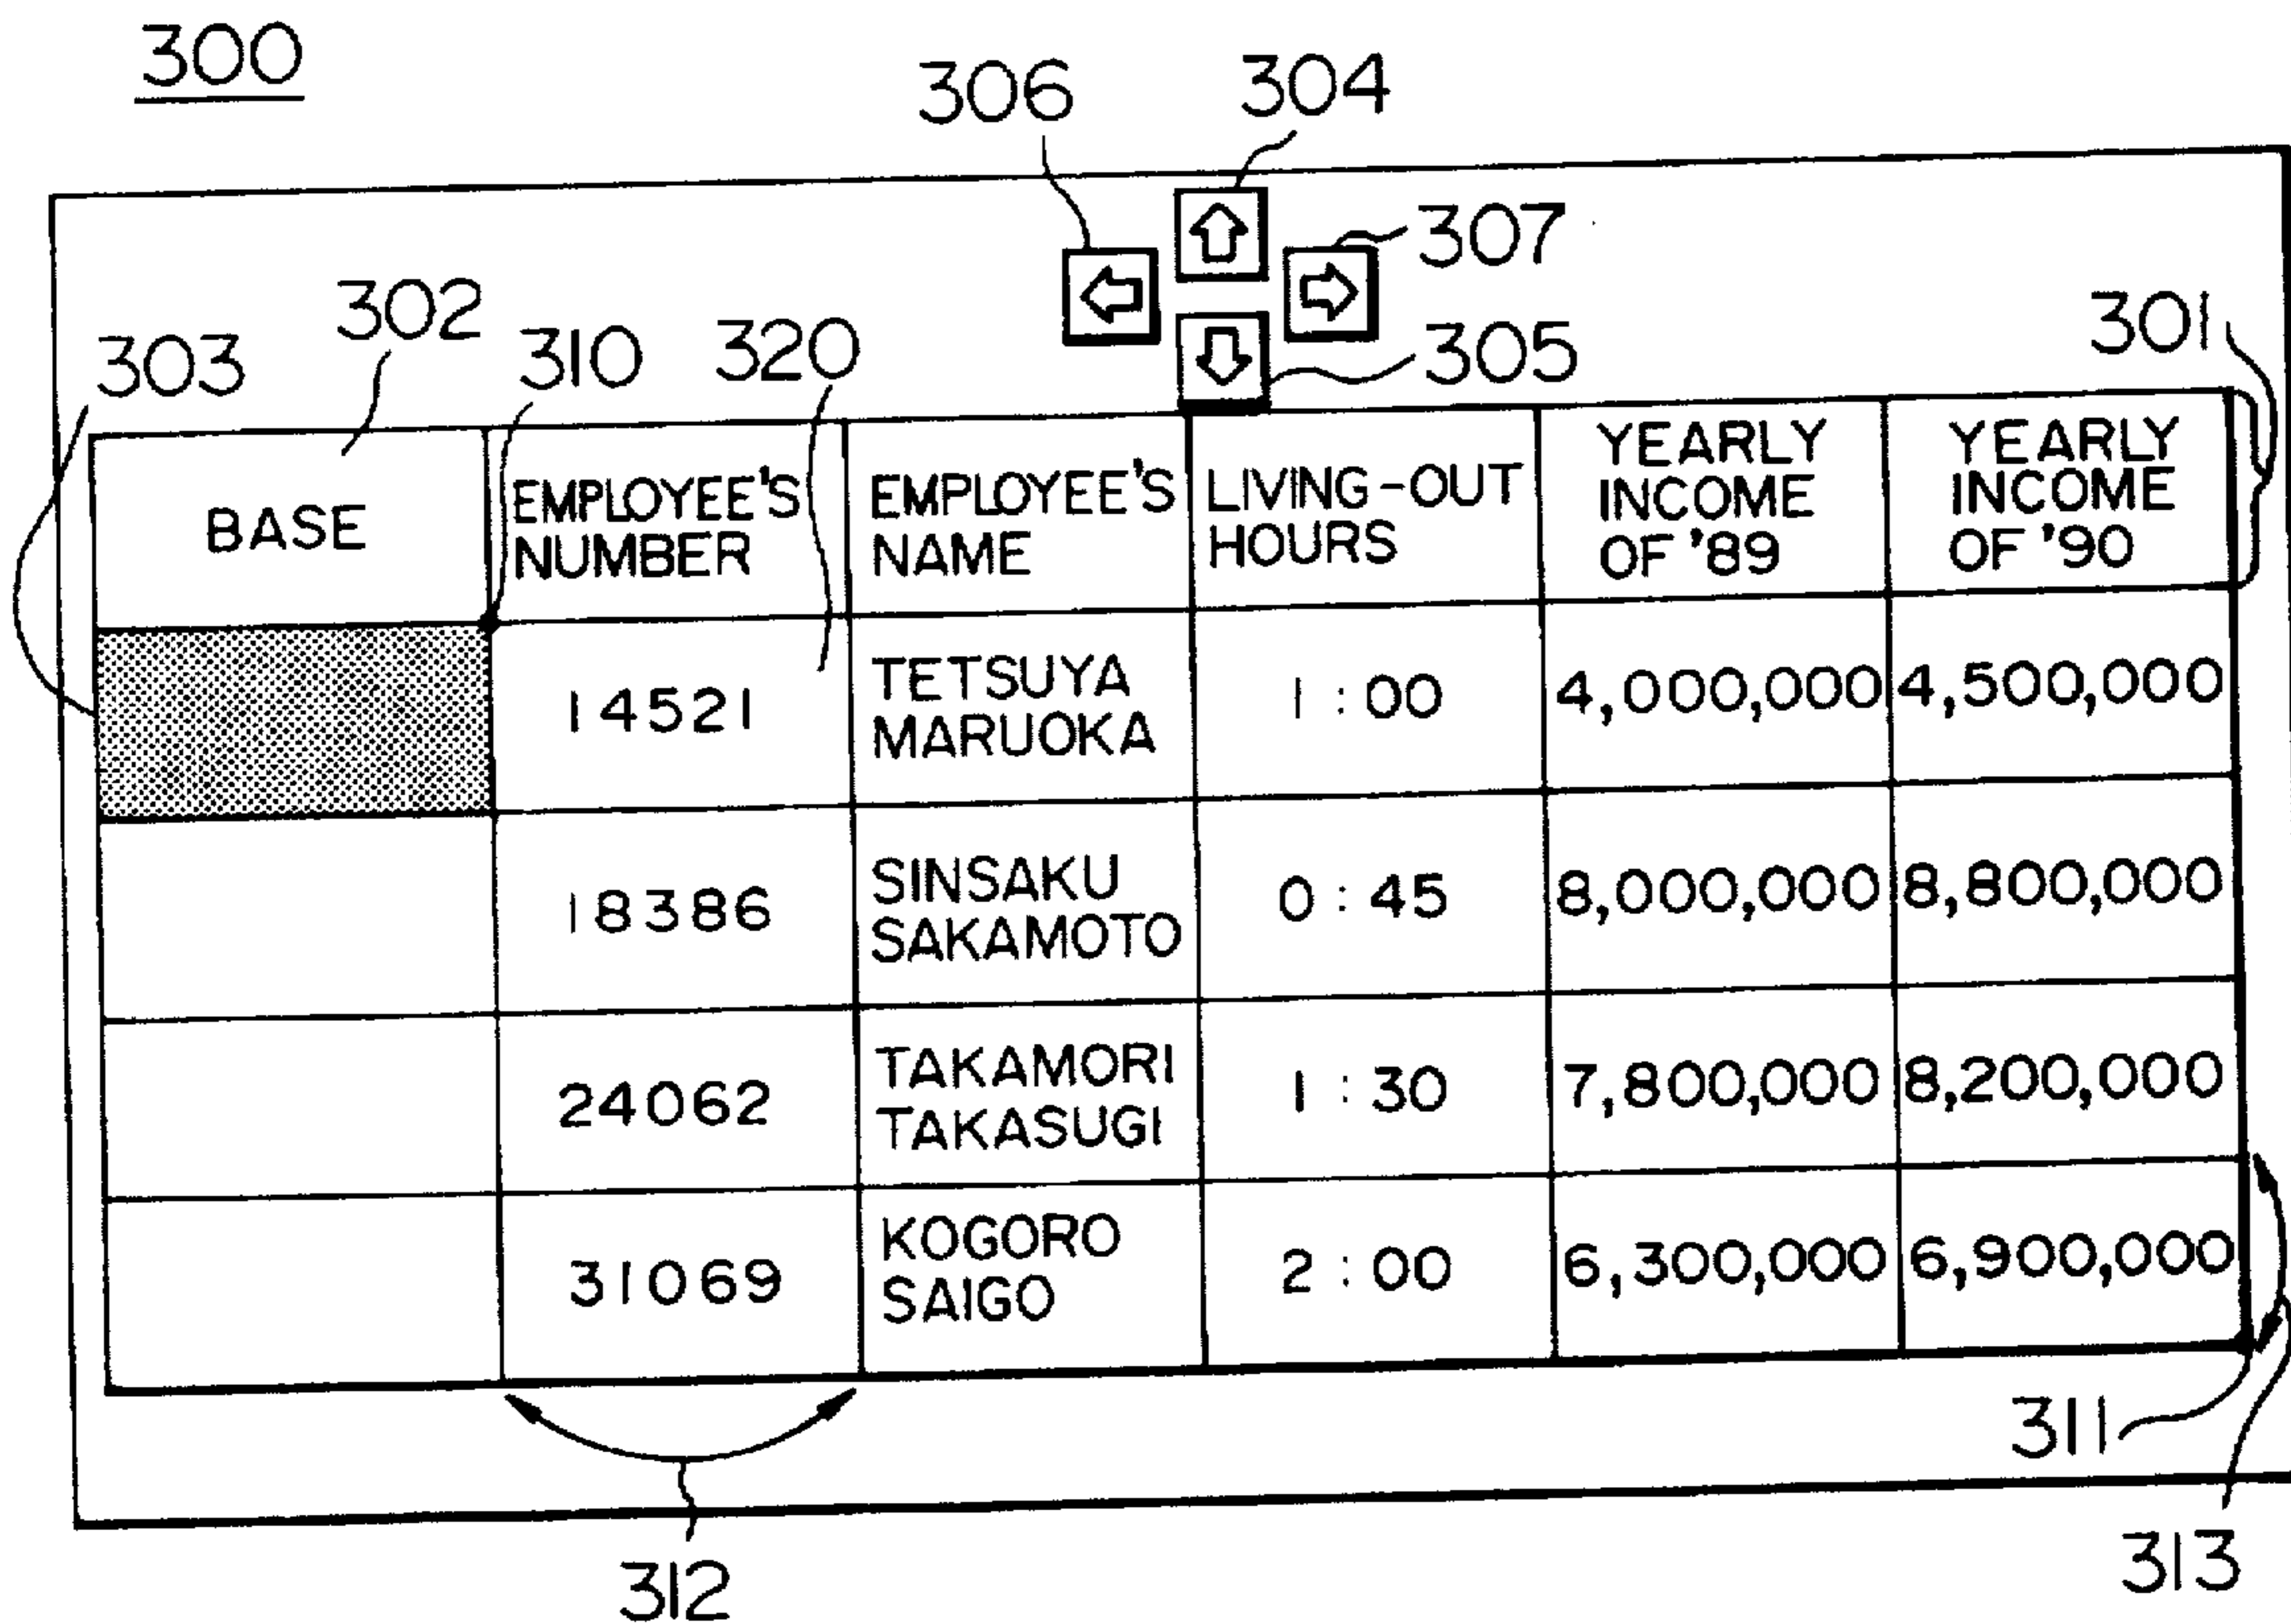 300
306
304
307
302
303
310
320
305
301
BASE
EMPLOYEE'S
NUMBER
EMPLOYEE'S
NAME
LIVING-OUT
HOURS
YEARLY
INCOME
OF '89
YEARLY
INCOME
OF '90
14521
TETSUYA
MARUOKA
1:00
4,000,000
4,500,000
18386
SINSAKU
SAKAMOTO
0:45
8,000,000
8,800,000
24062
TAKAMORI
TAKASUGI
1:30
7,800,000
8,200,000
31069
KOGORO
SAIGO
2:00
6,300,000
6,900,000
311
312
313